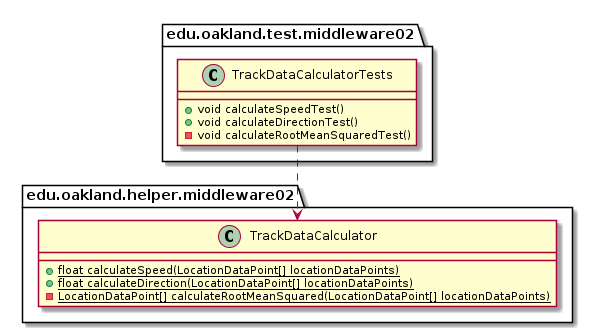 edu.oakland.test.middleware02
C TrackDataCalculatorTests
void calculateSpeedTest()
void calculateDirectionTest()
void calculateRootMeanSquaredTest()
edu.oakland.helper.middleware02
C TrackDataCalculator
float calculateSpeed(LocationDataPoint[] locationDataPoints)
float calculateDirection(LocationDataPoint[] locationDataPoints)
LocationDataPoint[] calculateRootMeanSquared(LocationDataPoint[] locationDataPoints)